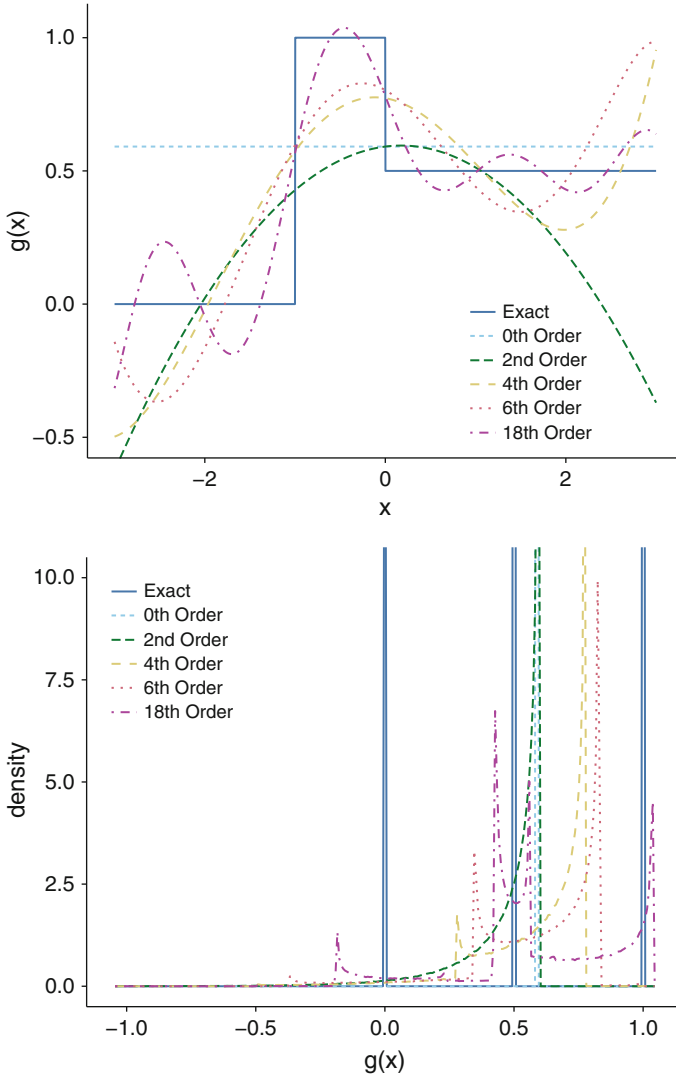 1.0
0.5
0.0
−0.5
g(x)
Exact
0th Order
2nd Order
4th Order
6th Order
18th Order
−2
0
2
x
10.0
7.5
5.0
2.5
0.0
density
Exact
0th Order
2nd Order
4th Order
6th Order
18th Order
−1.0
−0.5
0.0
0.5
1.0
g(x)